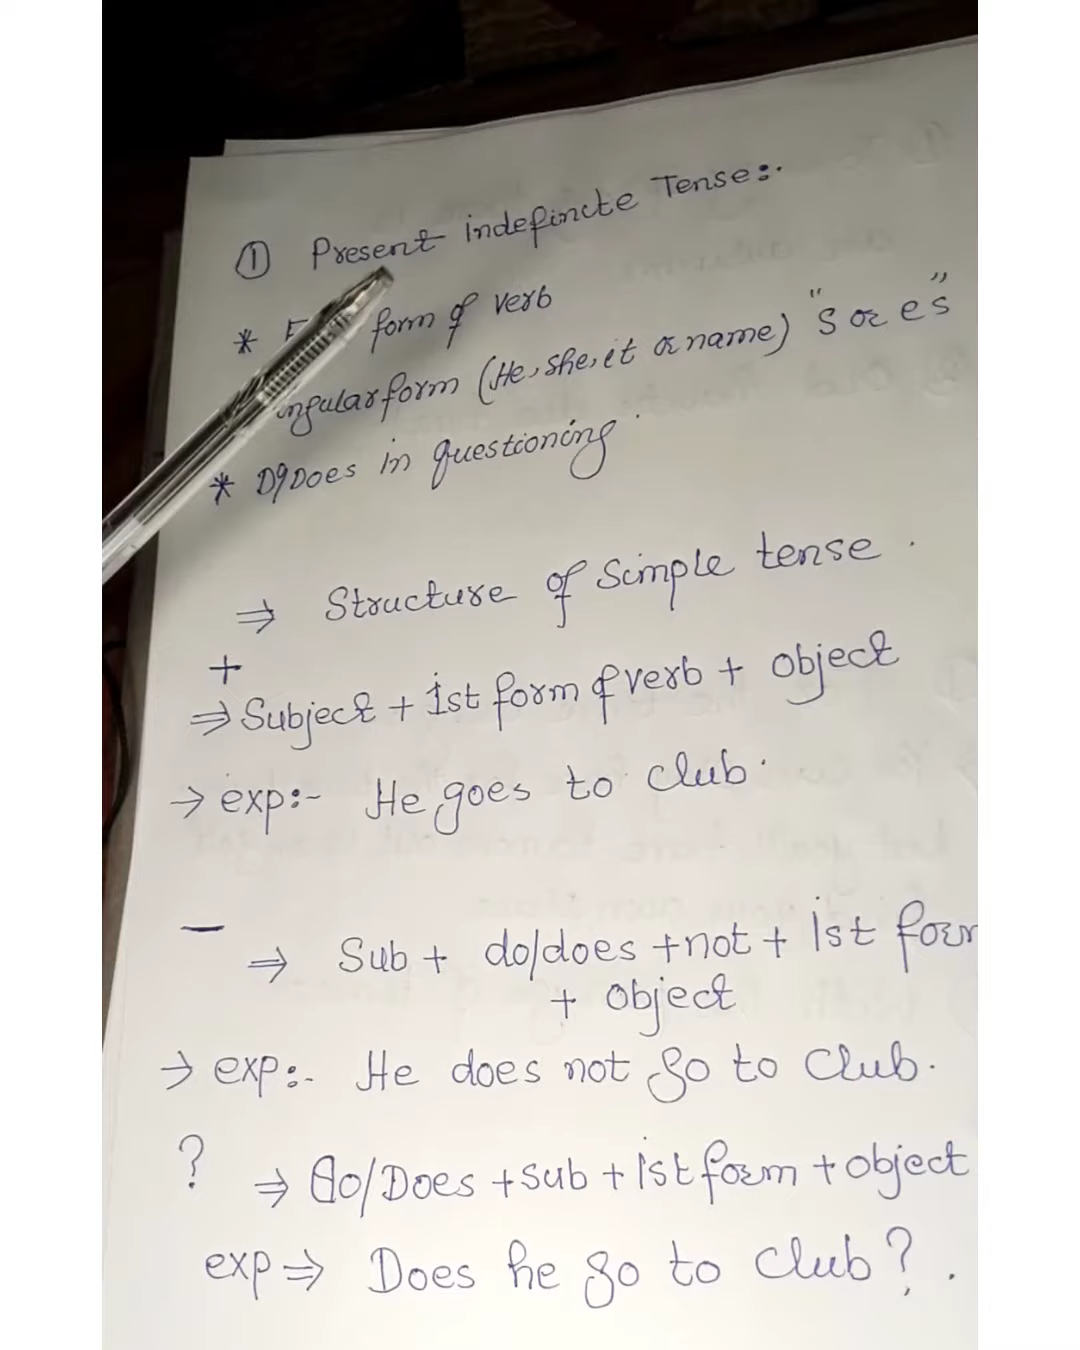 ① Present indefinite Tense:-
* form of verb
form (He, she, it or name) "s or es"
* Do/Does in questioning
⇒ Structure of Simple tense.
+
⇒ Subject + 1st form of verb + object
→ exp:- He goes to club.
—
⇒ Sub + do/does + not + 1st form
+ object
→ exp:- He does not go to club.
?
⇒ Do/Does + sub + 1st form + object
exp ⇒ Does he go to club?.